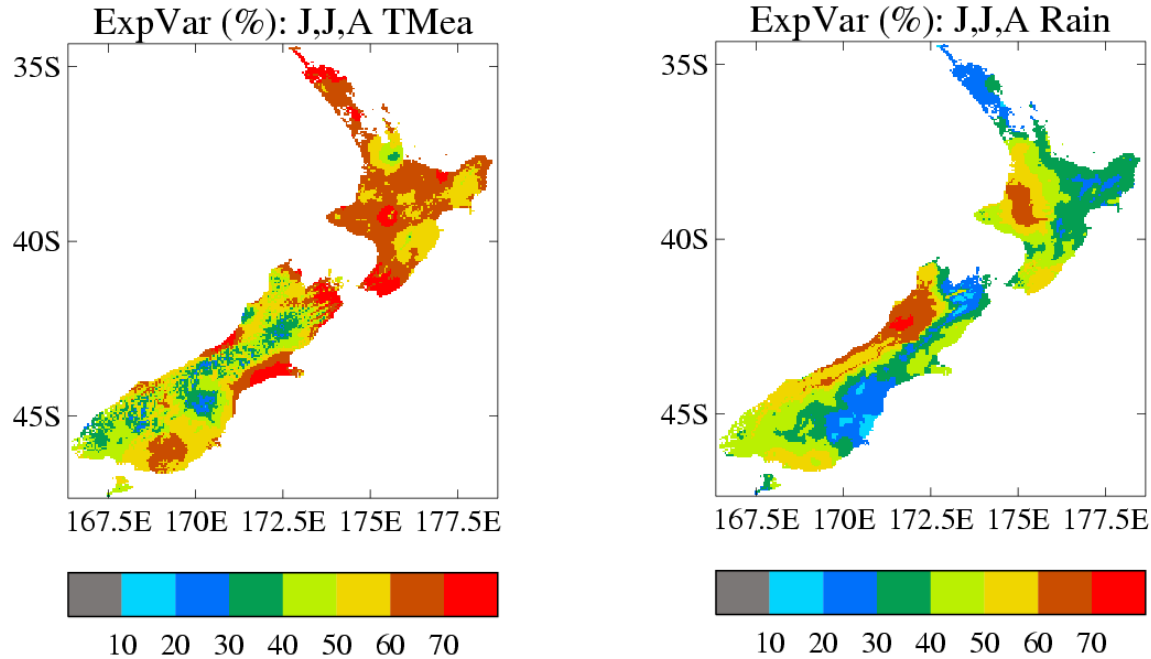 ExpVar (%): J,J,A TMea
35S
40S
45S
167.5E 170E 172.5E 175E 177.5E
10 20 30 40 50 60 70
ExpVar (%): J,J,A Rain
35S
40S
45S
167.5E 170E 172.5E 175E 177.5E
10 20 30 40 50 60 70